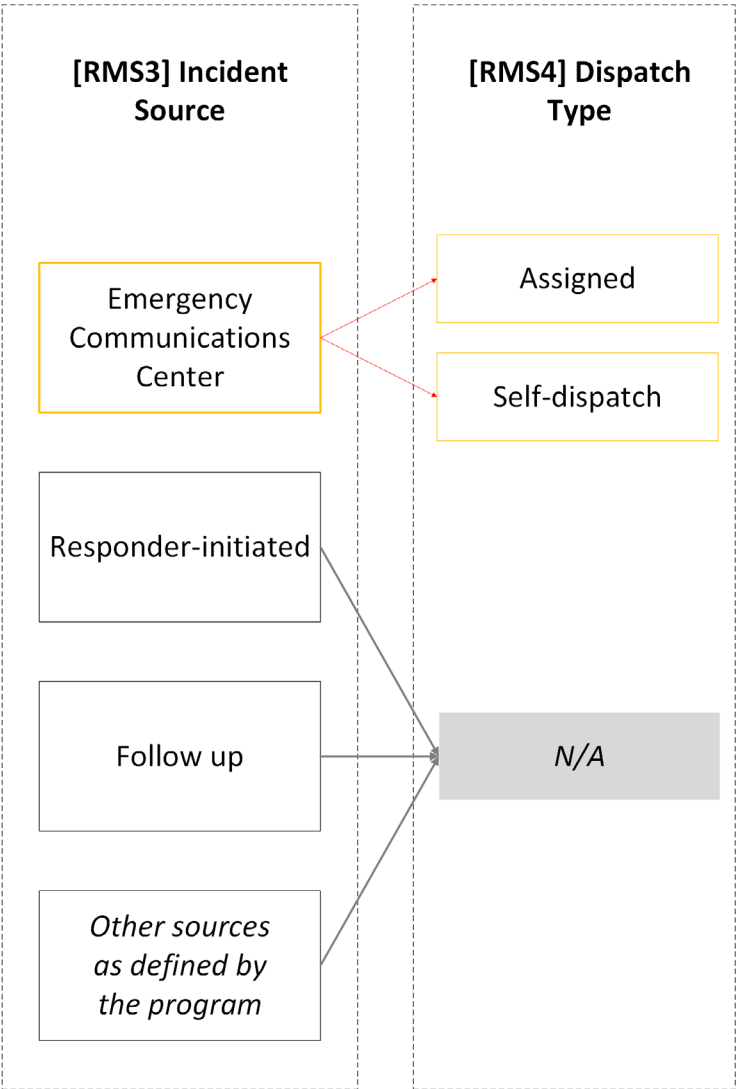 [RMS3] Incident
Source
[RMS4] Dispatch
Type
Emergency
Communications
Center
Assigned
Self-dispatch
Responder-initiated
Follow up
N/A
Other sources
as defined by
the program